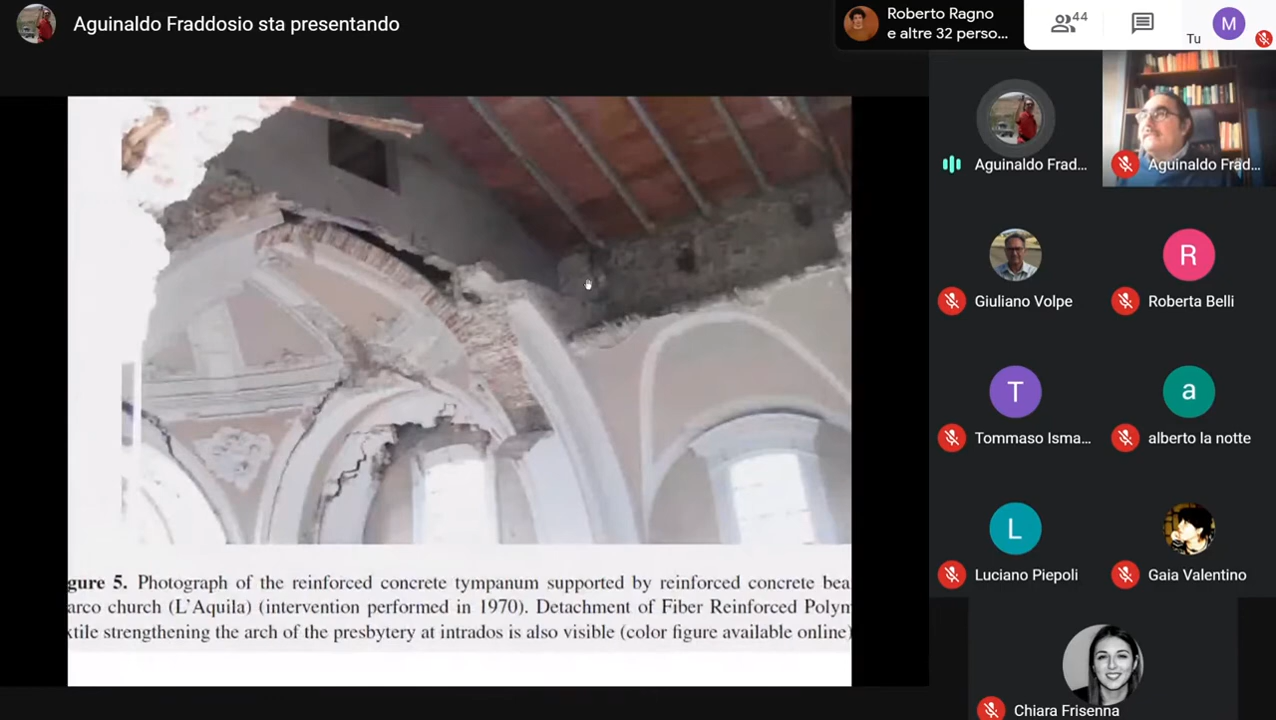 Aguinaldo Fraddosio sta presentando
Roberto Ragno
e altre 32 perso...
44
Tu
M
Aguinaldo Frad...
Aguinaldo Frad...
Giuliano Volpe
R
Roberta Belli
T
Tommaso Isma...
a
alberto la notte
L
Luciano Piepoli
Gaia Valentino
Chiara Frisenna
gure 5. Photograph of the reinforced concrete tympanum supported by reinforced concrete bea
arco church (L'Aquila) (intervention performed in 1970). Detachment of Fiber Reinforced Polym
xtile strengthening the arch of the presbytery at intrados is also visible (color figure available online)